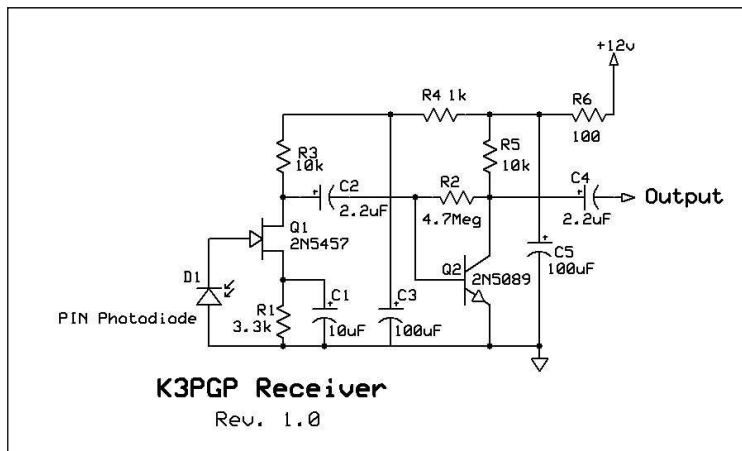 +12v
R4 1k
R6
100
R3
10k
R5
10k
C2
2.2uF
R2
4.7Meg
C4
2.2uF
Output
Q1
2N5457
Q2
2N5089
C5
100uF
D1
PIN Photodiode
R1
3.3k
C1
10uF
C3
100uF
K3PGP Receiver
Rev. 1.0